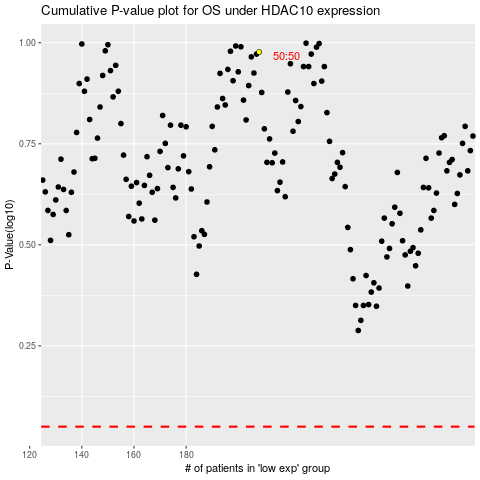 Cumulative P-value plot for OS under HDAC10 expression
1.00
50:50
0.75
P-Value(log10)
0.50
0.25
120 140 160 180
# of patients in 'low exp' group